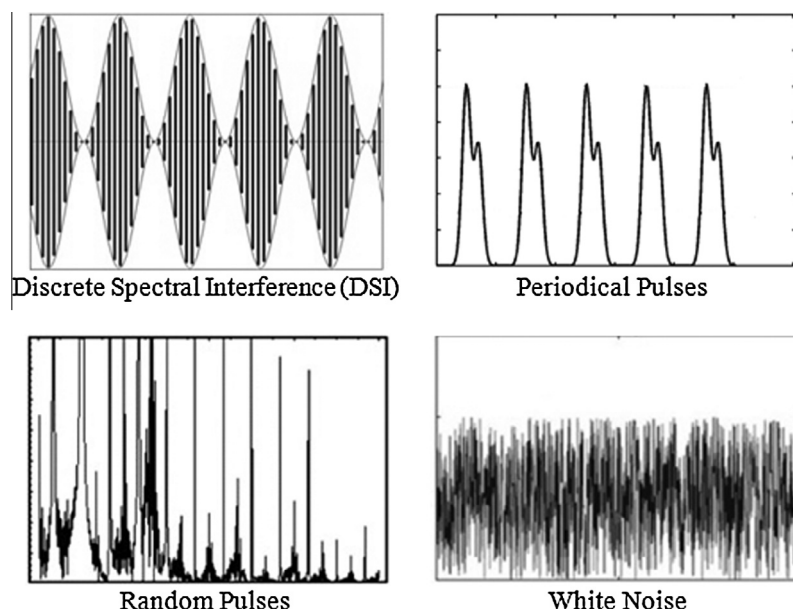 Discrete Spectral Interference (DSI)
Periodical Pulses
Random Pulses
White Noise